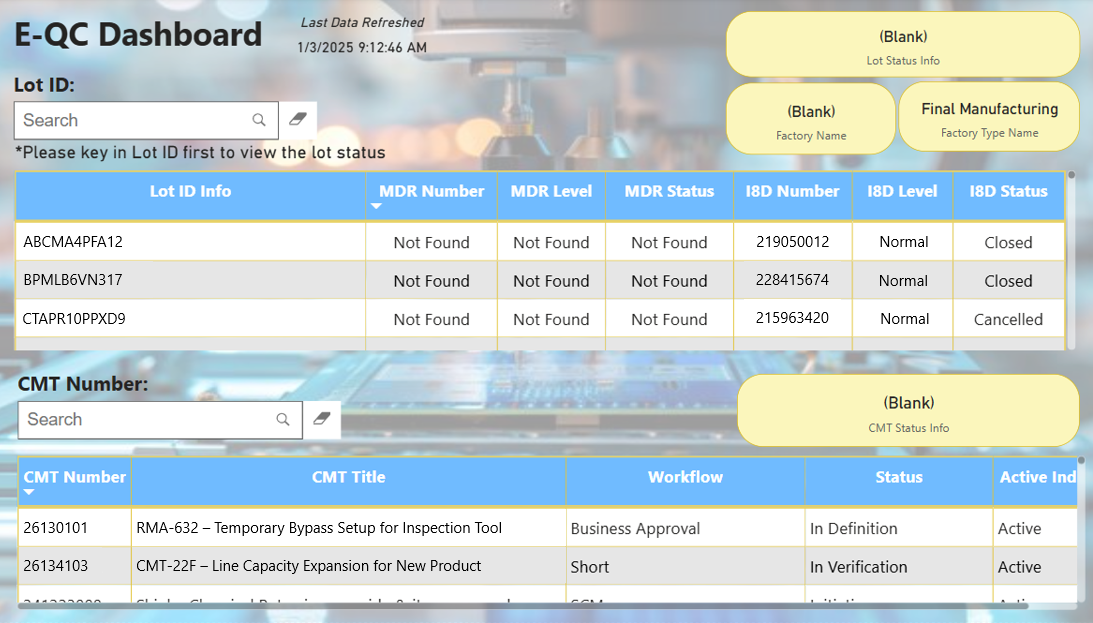 E-QC Dashboard
Last Data Refreshed
1/3/2025 9:12:46 AM
(Blank)
Lot Status Info
Lot ID:
Search
*Please key in Lot ID first to view the lot status
(Blank)
Factory Name
Final Manufacturing
Factory Type Name
Lot ID Info MDR Number MDR Level MDR Status I8D Number I8D Level I8D Status
ABCMA4PFA12 Not Found Not Found Not Found 219050012 Normal Closed
BPMLB6VN317 Not Found Not Found Not Found 228415674 Normal Closed
CTAPR10PPXD9 Not Found Not Found Not Found 215963420 Normal Cancelled
CMT Number:
Search
(Blank)
CMT Status Info
CMT Number CMT Title Workflow Status Active Ind
26130101 RMA-632 – Temporary Bypass Setup for Inspection Tool Business Approval In Definition Active
26134103 CMT-22F – Line Capacity Expansion for New Product Short In Verification Active